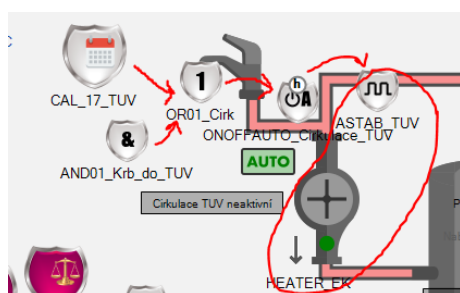 CAL_17_TUV
1
OR01_Cirk
h
A
ASTAB_TUV
ONOFFAUTO_Cirkulace_TUV
&
AND01_Krb_do_TUV
AUTO
Cirkulace TUV neaktivní
HEATER_EK